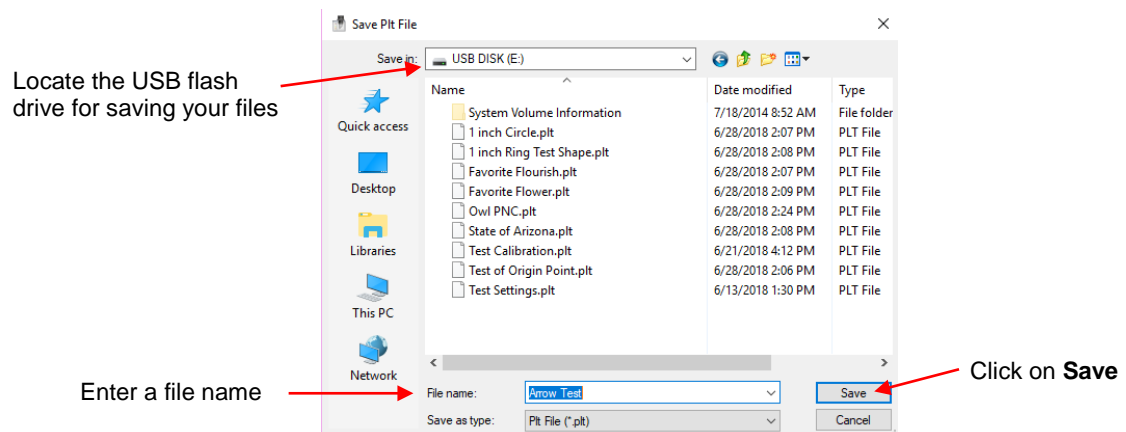 Save Plt File
Save in: USB DISK (E:)
Locate the USB flash
drive for saving your files
Name Date modified Type
System Volume Information 7/18/2014 8:52 AM File folder
1 inch Circle.plt 6/28/2018 2:07 PM PLT File
1 inch Ring Test Shape.plt 6/28/2018 2:08 PM PLT File
Favorite Flourish.plt 6/28/2018 2:07 PM PLT File
Favorite Flower.plt 6/28/2018 2:09 PM PLT File
Owl PNC.plt 6/28/2018 2:24 PM PLT File
State of Arizona.plt 6/28/2018 2:08 PM PLT File
Test Calibration.plt 6/21/2018 4:12 PM PLT File
Test of Origin Point.plt 6/28/2018 2:06 PM PLT File
Test Settings.plt 6/13/2018 1:30 PM PLT File
Quick access
Desktop
Libraries
This PC
Network
Click on Save
Enter a file name
File name: Arrow Test Save
Save as type: Plt File (*.plt) Cancel